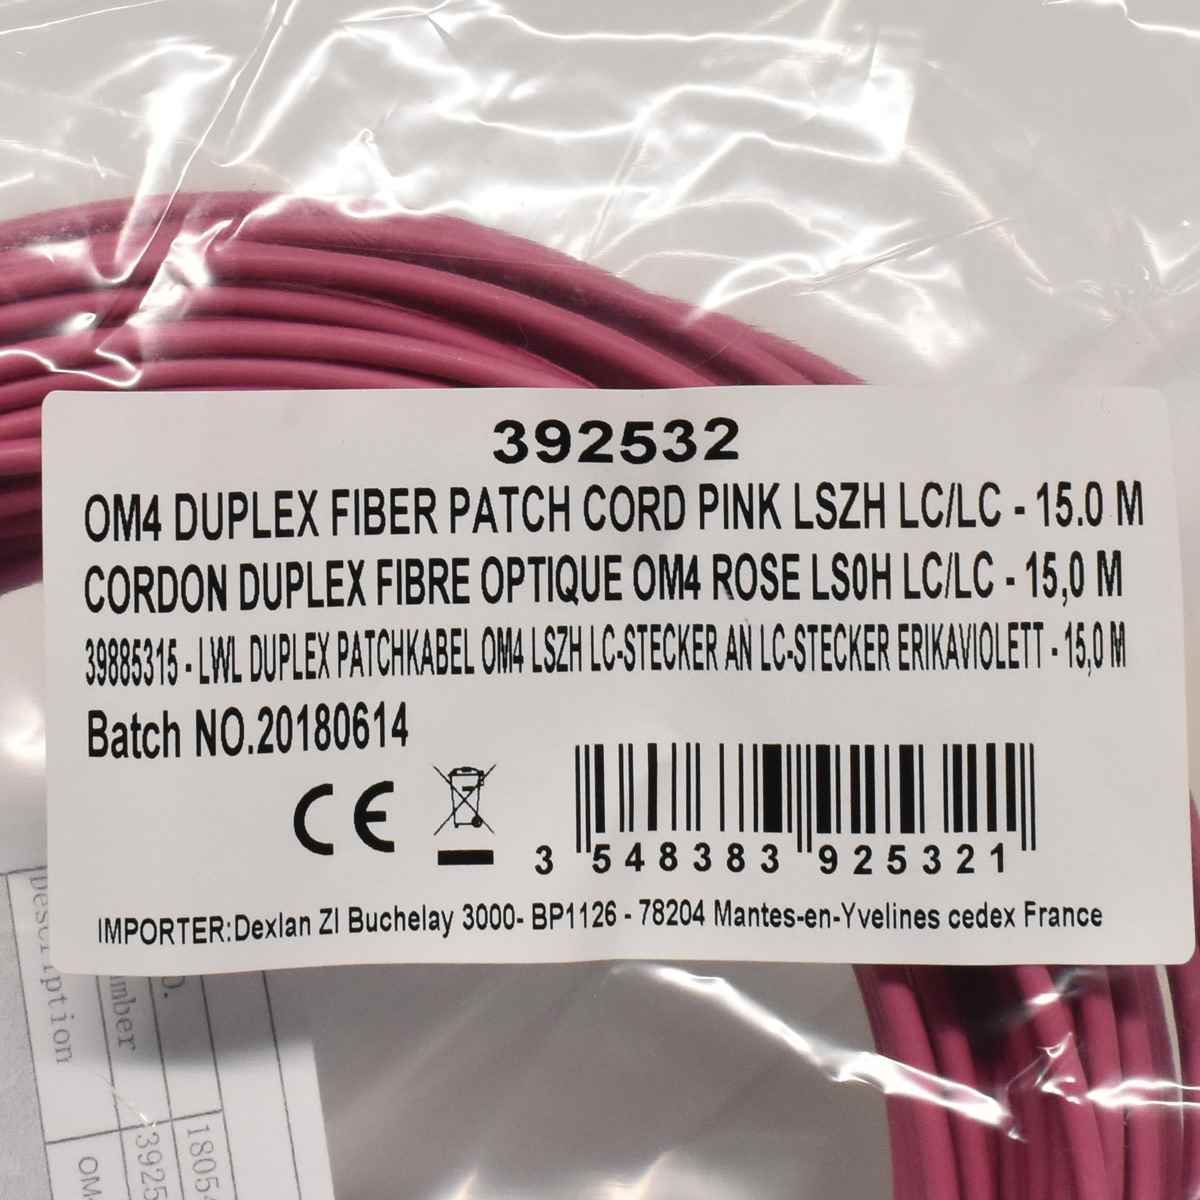 392532
OM4 DUPLEX FIBER PATCH CORD PINK LSZH LC/LC - 15.0 M
CORDON DUPLEX FIBRE OPTIQUE OM4 ROSE LS0H LC/LC - 15,0 M
39885315 - LWL DUPLEX PATCHKABEL OM4 LSZH LC-STECKER AN LC-STECKER ERIKAVIOLETT - 15,0 M
Batch NO.20180614
CE
3 548383 925321
IMPORTER:Dexlan ZI Buchelay 3000- BP1126 - 78204 Mantes-en-Yvelines cedex France
Description